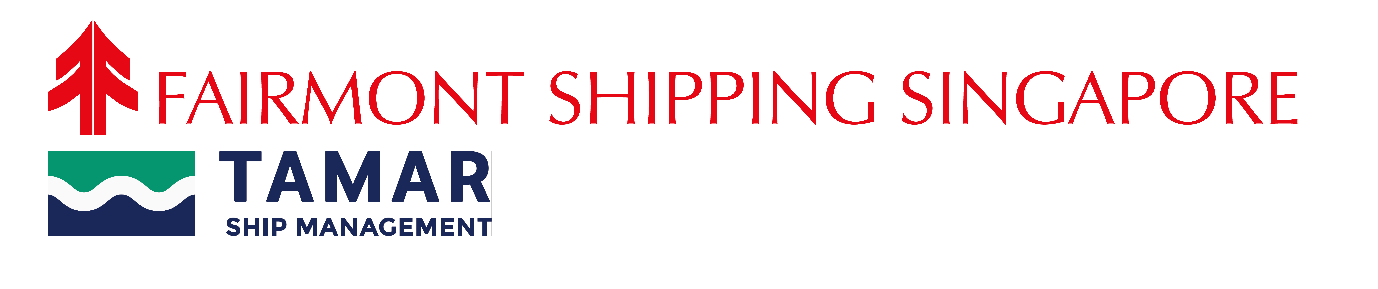 FAIRMONT SHIPPING SINGAPORE
TAMAR
SHIP MANAGEMENT